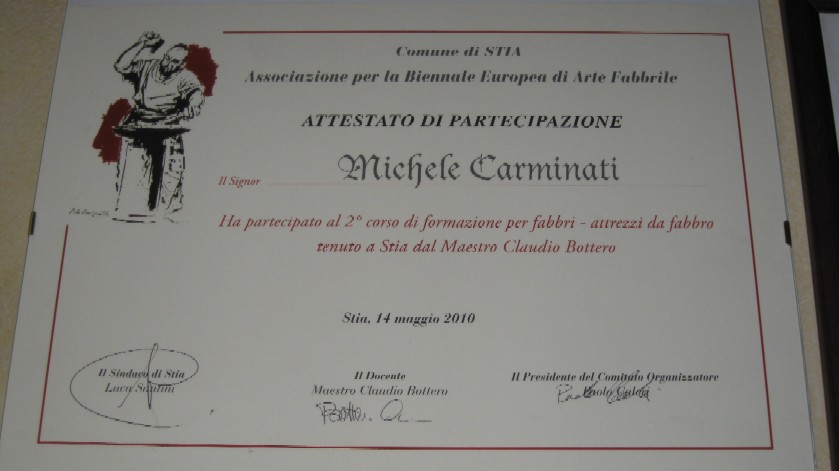 Comune di STIA
Associazione per la Biennale Europea di Arte Fabbrile
ATTESTATO DI PARTECIPAZIONE
Il Signor Michele Carminati
Ha partecipato al 2° corso di formazione per fabbri - attrezzi da fabbro
tenuto a Stia dal Maestro Claudio Bottero
Stia, 14 maggio 2010
Il Sindaco di Stia
Luca Santini
Il Docente
Maestro Claudio Bottero
Il Presidente del Comitato Organizzatore